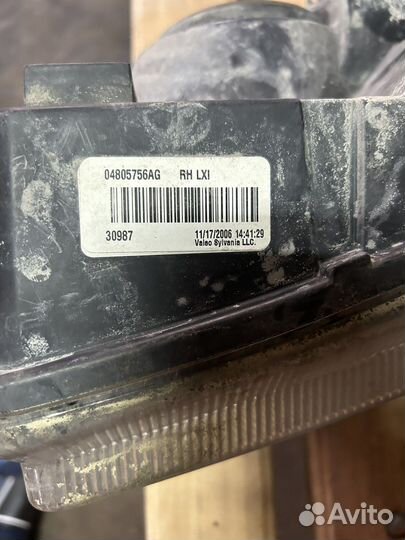 04805756AG RH LXI
30987 11/17/2006 14:41:29
Valeo Sylvania LLC.
Avito